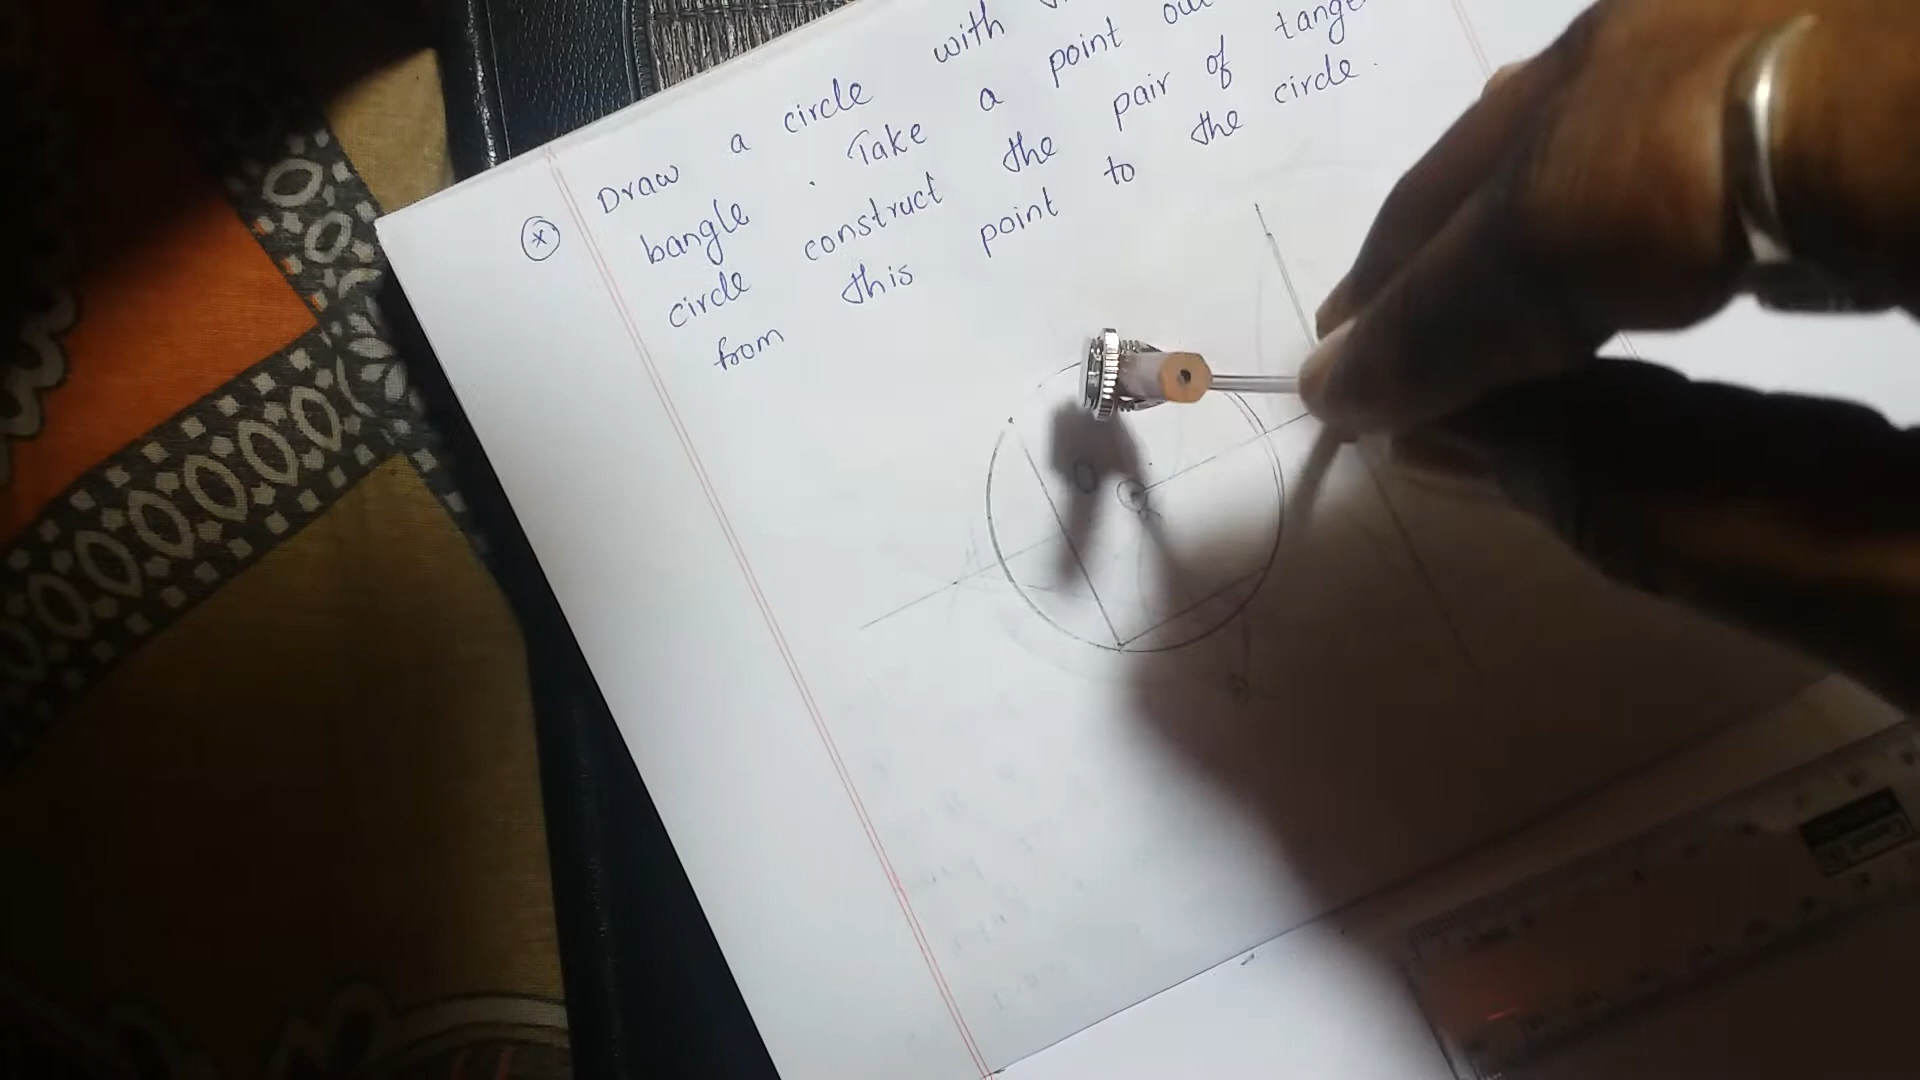 Draw a circle with
bangle. Take a point
circle construct the pair of
from this point to the circle.